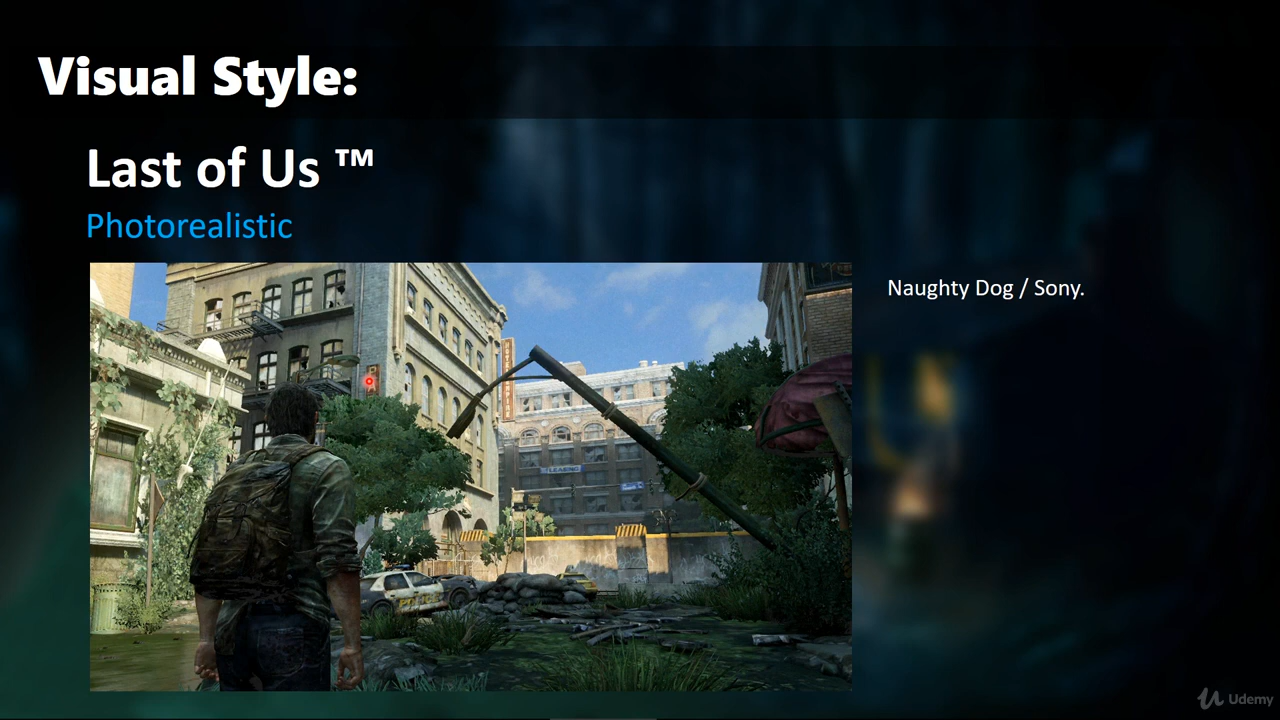 Visual Style:
Last of Us ™
Photorealistic
Naughty Dog / Sony.
LEASING
Udemy